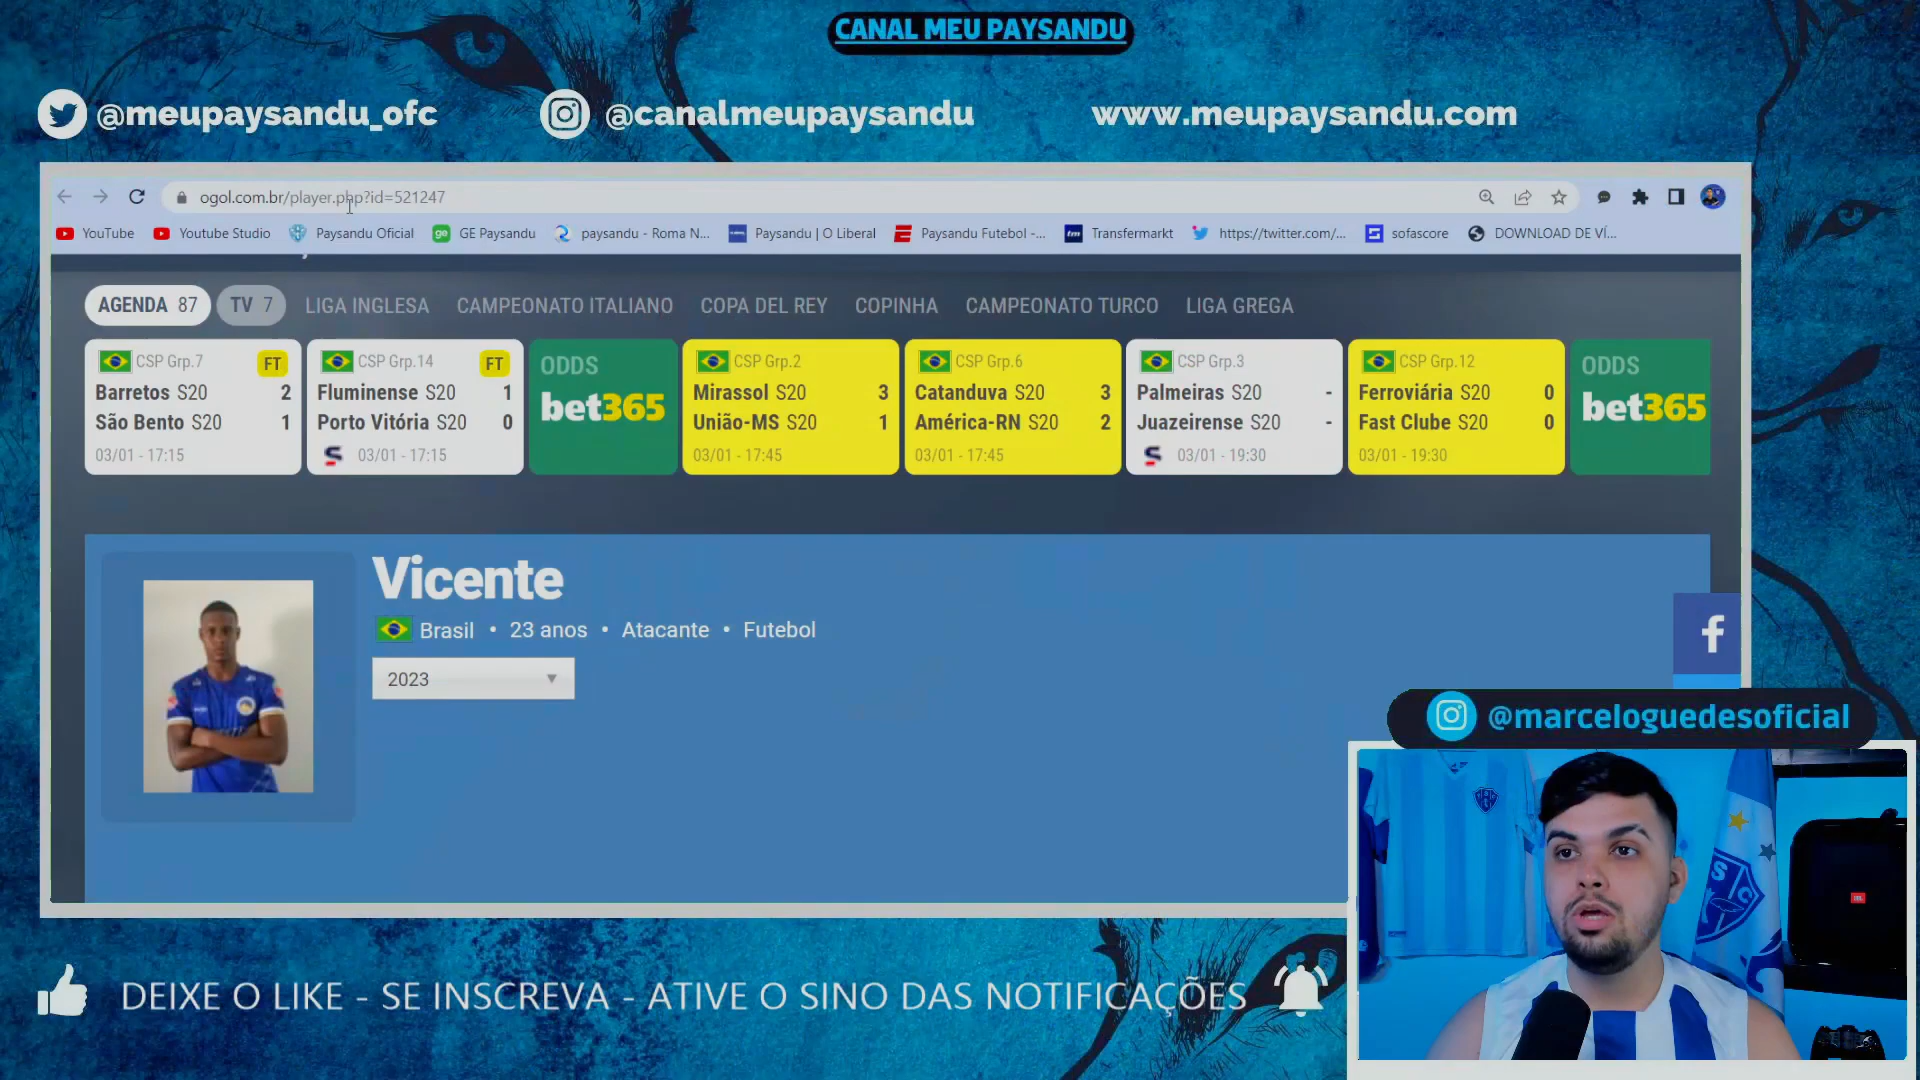 CANAL MEU PAYSANDU
@meupaysandu_ofc @canalmeupaysandu www.meupaysandu.com
ogol.com.br/player.php?id=521247
YouTube Youtube Studio Paysandu Oficial GE Paysandu paysandu - Roma N... Paysandu | O Liberal Paysandu Futebol -... Transfermarkt https://twitter.com/... sofascore DOWNLOAD DE VÍ...
AGENDA 87 TV 7 LIGA INGLESA CAMPEONATO ITALIANO COPA DEL REY COPINHA CAMPEONATO TURCO LIGA GREGA
CSP Grp.7 FT
Barretos S20 2
São Bento S20 1
03/01 - 17:15
CSP Grp.14 FT
Fluminense S20 1
Porto Vitória S20 0
03/01 - 17:15
ODDS
bet365
CSP Grp.2
Mirassol S20 3
União-MS S20 1
03/01 - 17:45
CSP Grp.6
Catanduva S20 3
América-RN S20 2
03/01 - 17:45
CSP Grp.3
Palmeiras S20 -
Juazeirense S20 -
03/01 - 19:30
CSP Grp.12
Ferroviária S20 0
Fast Clube S20 0
03/01 - 19:30
ODDS
bet365
Vicente
Brasil • 23 anos • Atacante • Futebol
2023
@marceloguedesoficial
DEIXE O LIKE - SE INSCREVA - ATIVE O SINO DAS NOTIFICAÇÕES